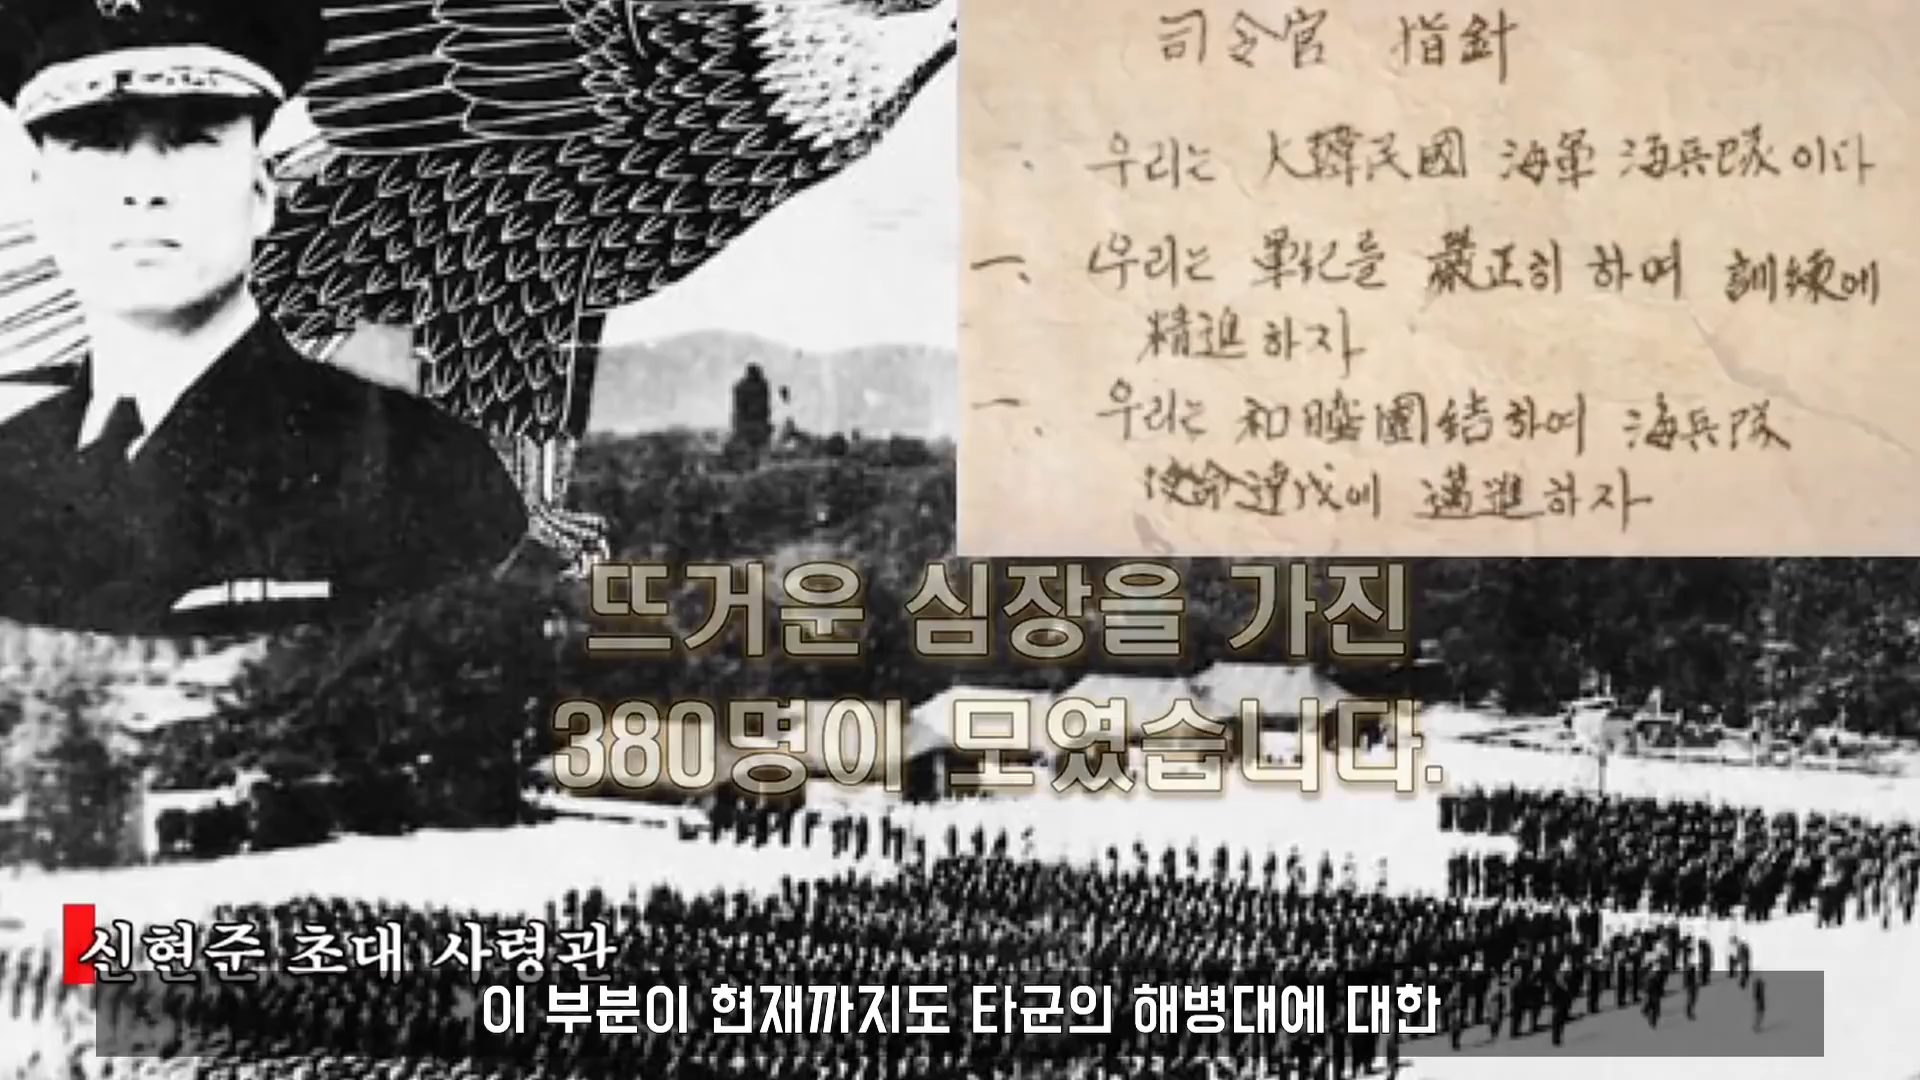 司令官 指針
一. 우리는 大韓民國 海軍 海兵隊이다
一. 우리는 軍紀를 嚴正히 하여 訓練에
精進하자
一. 우리는 和睦團結하여 海兵隊
使命達成에 邁進하자
뜨거운 심장을 가진
380명이 모였습니다.
신현준 초대 사령관
이 부분이 현재까지도 타군의 해병대에 대한